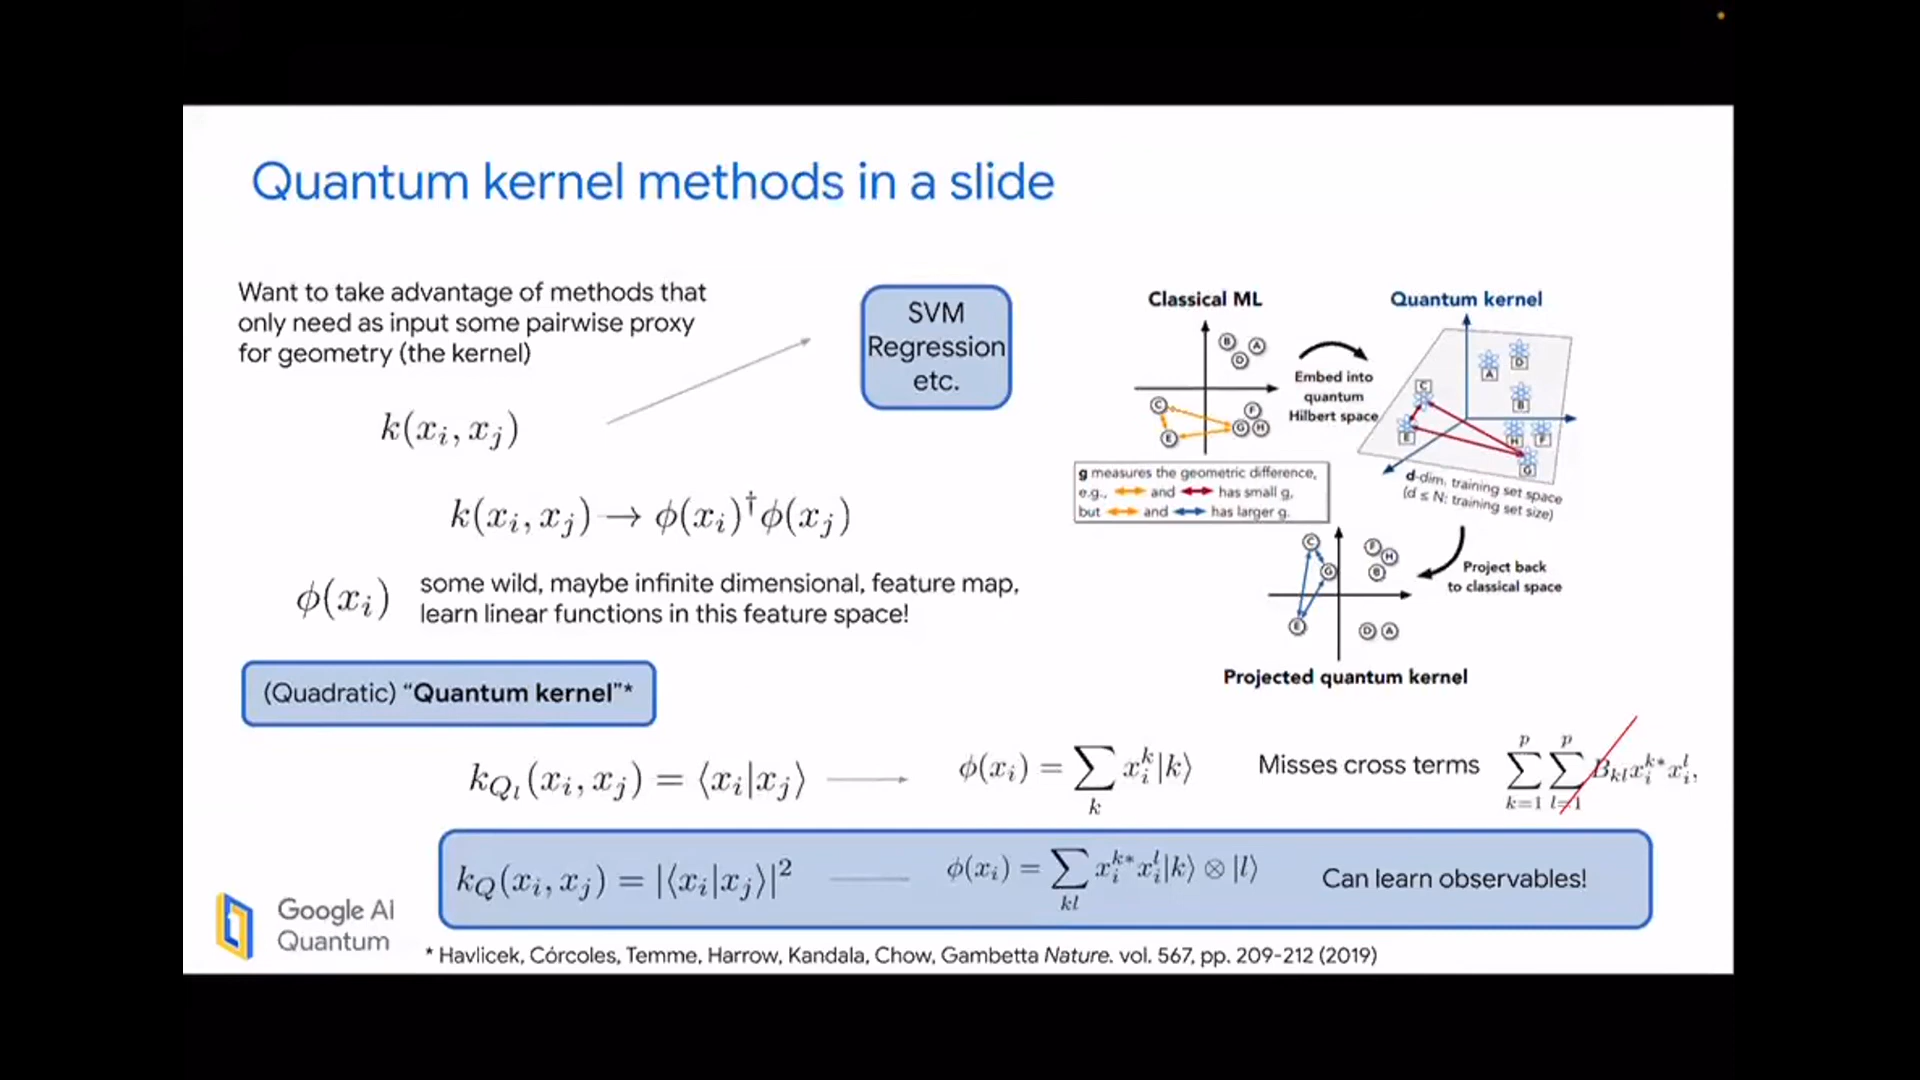 Quantum kernel methods in a slide
Want to take advantage of methods that
only need as input some pairwise proxy
for geometry (the kernel)
k(x_i, x_j)
SVM
Regression
etc.
k(x_i, x_j) → ϕ(x_i)^†ϕ(x_j)
ϕ(x_i)
some wild, maybe infinite dimensional, feature map,
learn linear functions in this feature space!
Classical ML
B A
D
C
F
G H
E
Embed into
quantum
Hilbert space
Quantum kernel
D
A
C
B
E
H F
G
d-dim. training set space
(d ≤ N; training set size)
g measures the geometric difference,
e.g., and has small g,
but and has larger g.
C
F
H
G
B
E
D A
Project back
to classical space
Projected quantum kernel
(Quadratic) “Quantum kernel”*
k_{Q_l}(x_i, x_j) = ⟨x_i|x_j⟩
ϕ(x_i) = ∑_k x_i^k|k⟩
Misses cross terms
∑_{k=1}^p ∑_{l=1}^p B_{kl} x_i^{k*} x_i^l,
k_Q(x_i, x_j) = |⟨x_i|x_j⟩|^2
ϕ(x_i) = ∑_{kl} x_i^{k*} x_i^l |k⟩ ⊗ |l⟩
Can learn observables!
Google AI
Quantum
* Havlicek, Córcoles, Temme, Harrow, Kandala, Chow, Gambetta Nature. vol. 567, pp. 209-212 (2019)